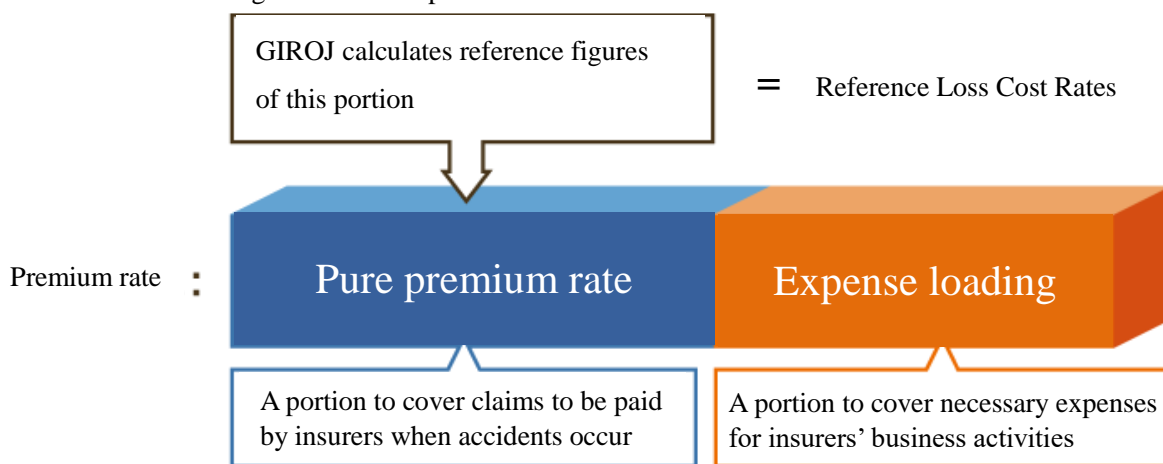 GIROJ calculates reference figures
of this portion
= Reference Loss Cost Rates
Premium rate :
Pure premium rate
Expense loading
A portion to cover claims to be paid
by insurers when accidents occur
A portion to cover necessary expenses
for insurers’ business activities